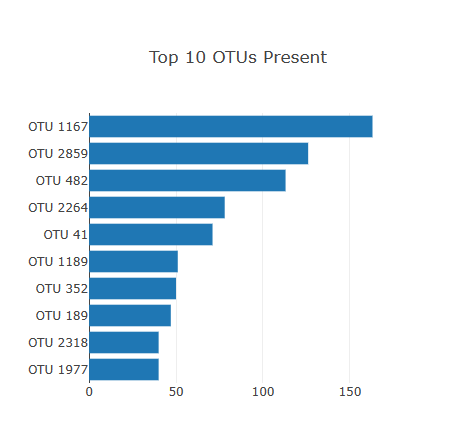 Top 10 OTUs Present
OTU 1167
OTU 2859
OTU 482
OTU 2264
OTU 41
OTU 1189
OTU 352
OTU 189
OTU 2318
OTU 1977
0 50 100 150